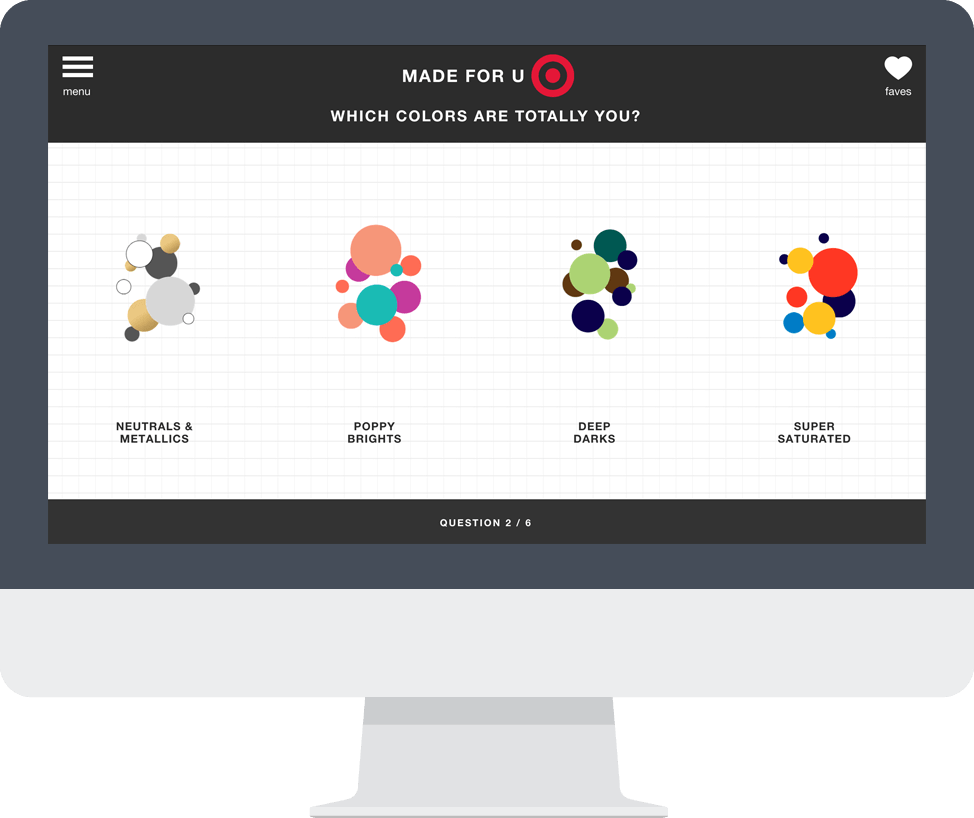 MADE FOR U
menu
faves
WHICH COLORS ARE TOTALLY YOU?
NEUTRALS &
METALLICS
POPPY
BRIGHTS
DEEP
DARKS
SUPER
SATURATED
QUESTION 2 / 6